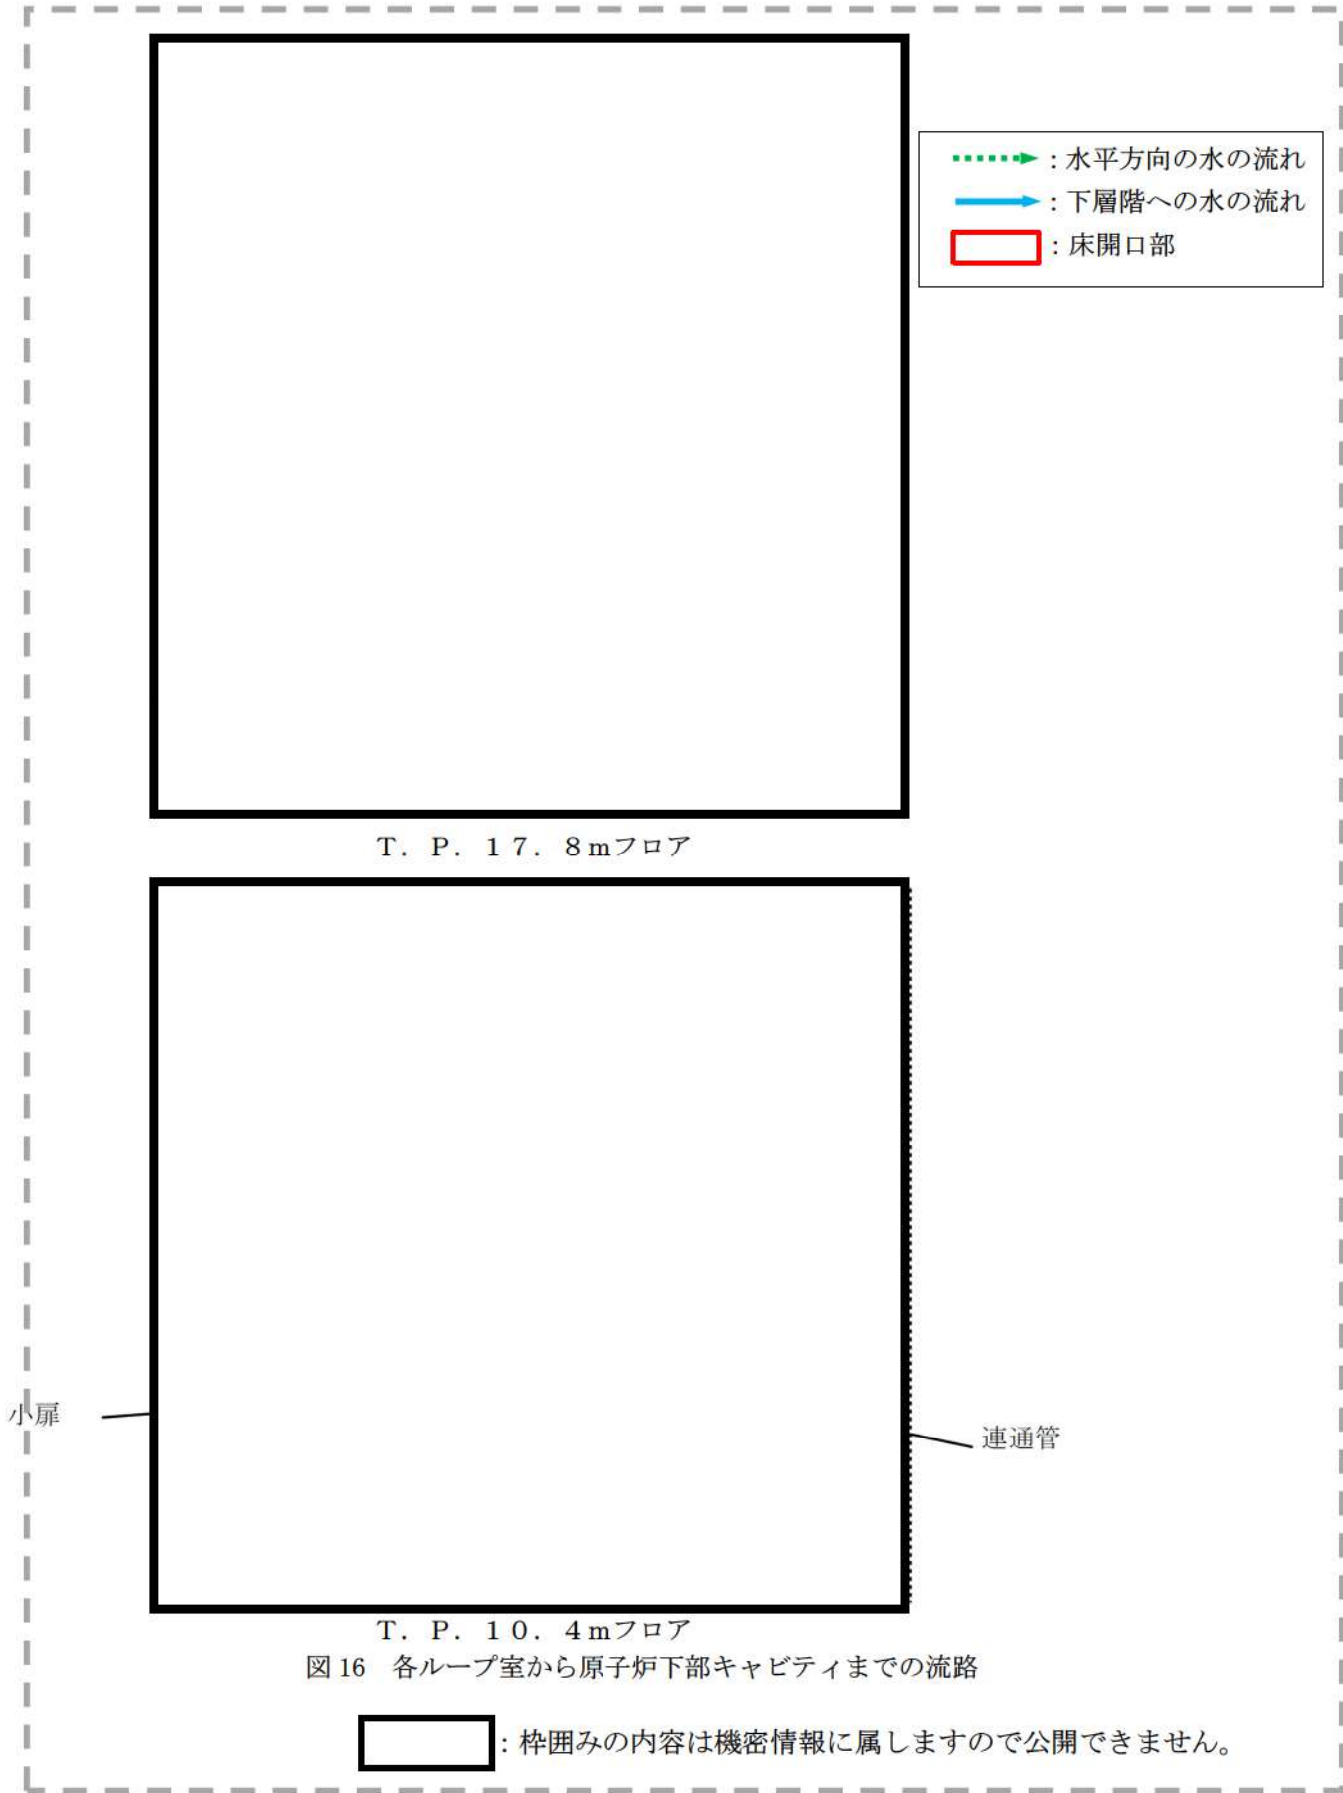 ：水平方向の水の流れ
：下層階への水の流れ
：床開口部
Ｔ．Ｐ．１７．８ｍフロア
小扉
連通管
Ｔ．Ｐ．１０．４ｍフロア
図 16　各ループ室から原子炉下部キャビティまでの流路
：枠囲みの内容は機密情報に属しますので公開できません。